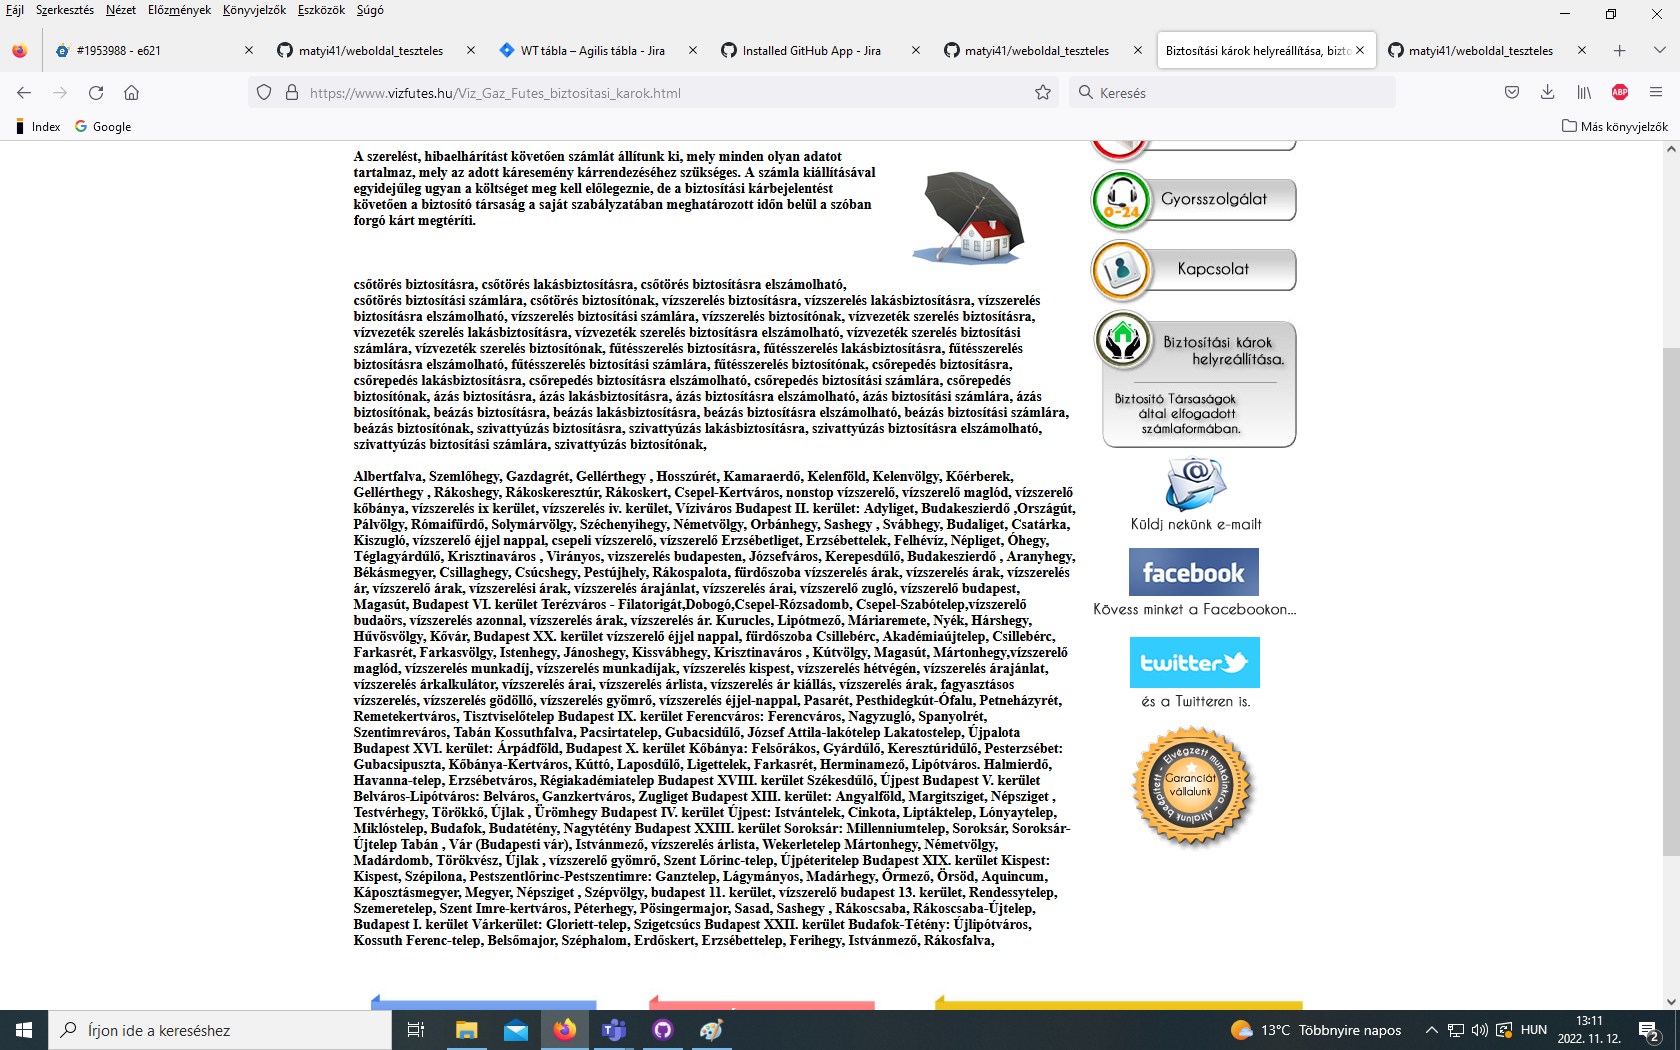 Fájl Szerkesztés Nézet Előzmények Könyvjelzők Eszközök Súgó
#1953988 - e621
matyi41/weboldal_teszteles
WT tábla – Agilis tábla - Jira
Installed GitHub App - Jira
matyi41/weboldal_teszteles
Biztosítási károk helyreállítása, bizto
matyi41/weboldal_teszteles
https://www.vizfutes.hu/Viz_Gaz_Futes_biztositasi_karok.html
Keresés
ABP
Index
Google
Más könyvjelzők
A szerelést, hibaelhárítást követően számlát állítunk ki, mely minden olyan adatot
tartalmaz, mely az adott káresemény kárrendezéséhez szükséges. A számla kiállításával
egyidejűleg ugyan a költséget meg kell előlegeznie, de a biztosítási kárbejelentést
követően a biztosító társaság a saját szabályzatában meghatározott időn belül a szóban
forgó kárt megtéríti.
csőtörés biztosításra, csőtörés lakásbiztosításra, csőtörés biztosításra elszámolható,
csőtörés biztosítási számlára, csőtörés biztosítónak, vízszerelés biztosításra, vízszerelés lakásbiztosításra, vízszerelés
biztosításra elszámolható, vízszerelés biztosítási számlára, vízszerelés biztosítónak, vízvezeték szerelés biztosításra,
vízvezeték szerelés lakásbiztosításra, vízvezeték szerelés biztosításra elszámolható, vízvezeték szerelés biztosítási
számlára, vízvezeték szerelés biztosítónak, fűtésszerelés biztosításra, fűtésszerelés lakásbiztosításra, fűtésszerelés
biztosításra elszámolható, fűtésszerelés biztosítási számlára, fűtésszerelés biztosítónak, csőrepedés biztosításra,
csőrepedés lakásbiztosításra, csőrepedés biztosításra elszámolható, csőrepedés biztosítási számlára, csőrepedés
biztosítónak, ázás biztosításra, ázás lakásbiztosításra, ázás biztosításra elszámolható, ázás biztosítási számlára, ázás
biztosítónak, beázás biztosításra, beázás lakásbiztosításra, beázás biztosításra elszámolható, beázás biztosítási számlára,
beázás biztosítónak, szivattyúzás biztosításra, szivattyúzás lakásbiztosításra, szivattyúzás biztosításra elszámolható,
szivattyúzás biztosítási számlára, szivattyúzás biztosítónak,
Albertfalva, Szemlőhegy, Gazdagrét, Gellérthegy , Hosszúrét, Kamaraerdő, Kelenföld, Kelenvölgy, Kőérberek,
Gellérthegy , Rákoshegy, Rákoskeresztúr, Rákoskert, Csepel-Kertváros, nonstop vízszerelő, vízszerelő maglód, vízszerelő
kőbánya, vízszerelés ix kerület, vízszerelés iv. kerület, Víziváros Budapest II. kerület: Adyliget, Budakeszierdő ,Országút,
Pálvölgy, Rómaifürdő, Solymárvölgy, Széchenyihegy, Németvölgy, Orbánhegy, Sashegy , Svábhegy, Budaliget, Csatárka,
Kiszugló, vízszerelő éjjel nappal, csepeli vízszerelő, vízszerelő Erzsébetliget, Erzsébettelek, Felhévíz, Népliget, Óhegy,
Téglagyárdűlő, Krisztinaváros , Virányos, vizszerelés budapesten, Józsefváros, Kerepesdűlő, Budakeszierdő , Aranyhegy,
Békásmegyer, Csillaghegy, Csúcshegy, Pestújhely, Rákospalota, fürdőszoba vízszerelés árak, vízszerelés árak, vízszerelés
ár, vízszerelő árak, vízszerelési árak, vízszerelés árajánlat, vízszerelés árai, vízszerelő zugló, vízszerelő budapest,
Magasút, Budapest VI. kerület Terézváros - Filatorigát,Dobogó,Csepel-Rózsadomb, Csepel-Szabótelep,vízszerelő
budaörs, vízszerelés azonnal, vízszerelés árak, vízszerelés ár. Kurucles, Lipótmező, Máriaremete, Nyék, Hárshegy,
Hűvösvölgy, Kővár, Budapest XX. kerület vízszerelő éjjel nappal, fürdőszoba Csillebérc, Akadémiaújtelep, Csillebérc,
Farkasrét, Farkasvölgy, Istenhegy, Jánoshegy, Kissvábhegy, Krisztinaváros , Kútvölgy, Magasút, Mártonhegy,vízszerelő
maglód, vízszerelés munkadíj, vízszerelés munkadíjak, vízszerelés kispest, vízszerelés hétvégén, vízszerelés árajánlat,
vízszerelés árkalkulátor, vízszerelés árai, vízszerelés árlista, vízszerelés ár kiállás, vízszerelés árak, fagyasztásos
vízszerelés, vízszerelés gödöllő, vízszerelés gyömrő, vízszerelés éjjel-nappal, Pasarét, Pesthidegkút-Ófalu, Petneházyrét,
Remetekertváros, Tisztviselőtelep Budapest IX. kerület Ferencváros: Ferencváros, Nagyzugló, Spanyolrét,
Szentimreváros, Tabán Kossuthfalva, Pacsirtatelep, Gubacsidűlő, József Attila-lakótelep Lakatostelep, Újpalota
Budapest XVI. kerület: Árpádföld, Budapest X. kerület Kőbánya: Felsőrákos, Gyárdűlő, Keresztúridűlő, Pesterzsébet:
Gubacsipuszta, Kőbánya-Kertváros, Kúttó, Laposdűlő, Ligettelek, Farkasrét, Herminamező, Lipótváros. Halmierdő,
Havanna-telep, Erzsébetváros, Régiakadémiatelep Budapest XVIII. kerület Székesdűlő, Újpest Budapest V. kerület
Belváros-Lipótváros: Belváros, Ganzkertváros, Zugliget Budapest XIII. kerület: Angyalföld, Margitsziget, Népsziget ,
Testvérhegy, Törökkő, Újlak , Ürömhegy Budapest IV. kerület Újpest: Istvántelek, Cinkota, Liptáktelep, Lónyaytelep,
Miklóstelep, Budafok, Budatétény, Nagytétény Budapest XXIII. kerület Soroksár: Millenniumtelep, Soroksár, Soroksár-
Újtelep Tabán , Vár (Budapesti vár), Istvánmező, vízszerelés árlista, Wekerletelep Mártonhegy, Németvölgy,
Madárdomb, Törökvész, Újlak , vízszerelő gyömrő, Szent Lőrinc-telep, Újpéteritelep Budapest XIX. kerület Kispest:
Kispest, Szépilona, Pestszentlőrinc-Pestszentimre: Ganztelep, Lágymányos, Madárhegy, Őrmező, Örsöd, Aquincum,
Káposztásmegyer, Megyer, Népsziget , Szépvölgy, budapest 11. kerület, vízszerelő budapest 13. kerület, Rendessytelep,
Szemeretelep, Szent Imre-kertváros, Péterhegy, Pösingermajor, Sasad, Sashegy , Rákoscsaba, Rákoscsaba-Újtelep,
Budapest I. kerület Várkerület: Gloriett-telep, Szigetcsúcs Budapest XXII. kerület Budafok-Tétény: Újlipótváros,
Kossuth Ferenc-telep, Belsőmajor, Széphalom, Erdőskert, Erzsébettelep, Ferihegy, Istvánmező, Rákosfalva,
0-24
Gyorsszolgálat
Kapcsolat
Biztosítási károk
helyreállítása.
Biztosító Társaságok
által elfogadott
számlaformában.
Küldj nekünk e-mailt
facebook
Kövess minket a Facebookon...
twitter
és a Twitteren is.
Garanciát
vállalunk
Elvégzett munkáinkra - Általunk beépített -
Írjon ide a kereséshez
13°C Többnyire napos
HUN
13:11
2022. 11. 12.
2